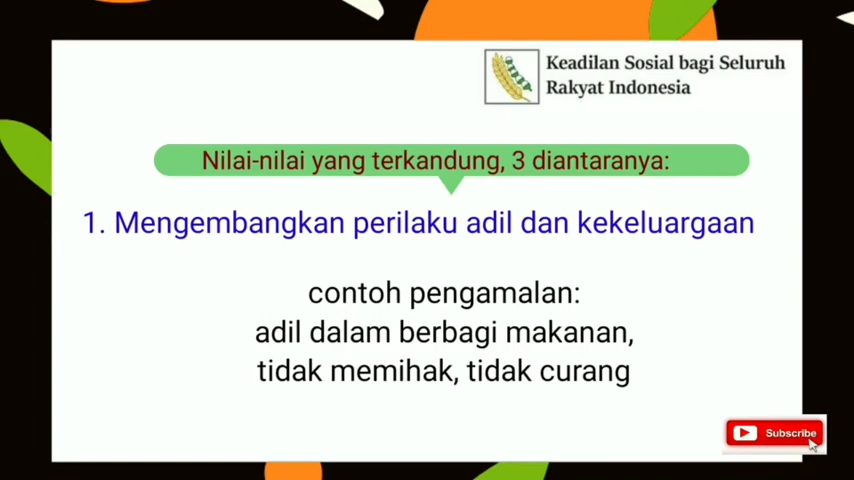 Keadilan Sosial bagi Seluruh
Rakyat Indonesia
Nilai-nilai yang terkandung, 3 diantaranya:
1. Mengembangkan perilaku adil dan kekeluargaan
contoh pengamalan:
adil dalam berbagi makanan,
tidak memihak, tidak curang
Subscribe